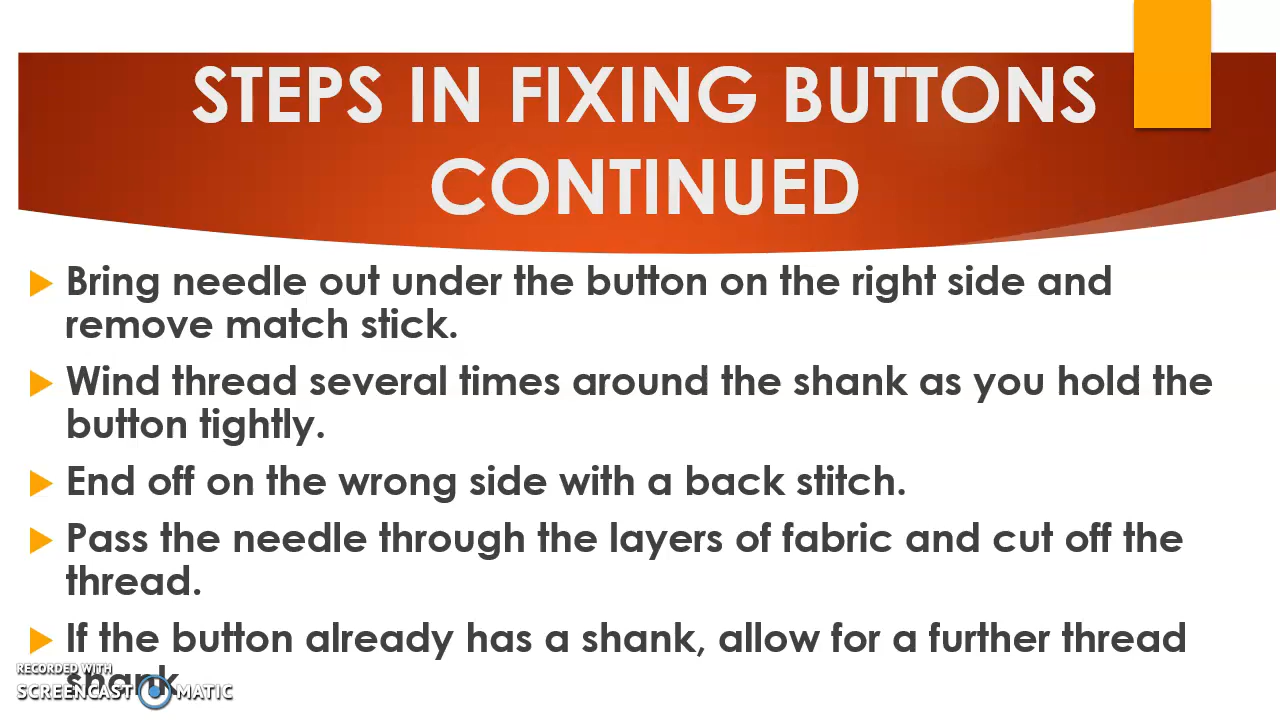 STEPS IN FIXING BUTTONS
CONTINUED
Bring needle out under the button on the right side and
remove match stick.
Wind thread several times around the shank as you hold the
button tightly.
End off on the wrong side with a back stitch.
Pass the needle through the layers of fabric and cut off the
thread.
If the button already has a shank, allow for a further thread
shank
RECORDED WITH
SCREENCAST MATIC